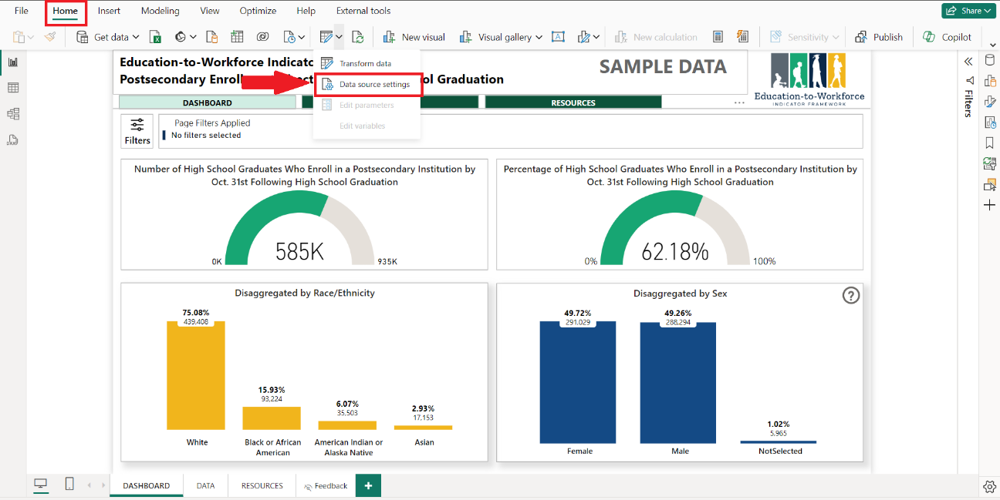 File Home Insert Modeling View Optimize Help External tools Share
Get data New visual Visual gallery New calculation Sensitivity Publish Copilot
Transform data
Data source settings
Edit parameters
Edit variables
Education-to-Workforce Indicato
Postsecondary Enroll rect ool Graduation
SAMPLE DATA
Education-to-Workforce
INDICATOR FRAMEWORK
DASHBOARD RESOURCES
Filters
Page Filters Applied
No filters selected
Filters
Number of High School Graduates Who Enroll in a Postsecondary Institution by
Oct. 31st Following High School Graduation
585K
0K 935K
Percentage of High School Graduates Who Enroll in a Postsecondary Institution by
Oct. 31st Following High School Graduation
62.18%
0% 100%
Disaggregated by Race/Ethnicity
75.08%
439,408
15.93%
93,224
6.07%
35,503
2.93%
17,153
White
Black or African
American
American Indian or
Alaska Native
Asian
Disaggregated by Sex
?
49.72%
291,029
49.26%
288,294
1.02%
5,965
Female Male NotSelected
DASHBOARD DATA RESOURCES Feedback +